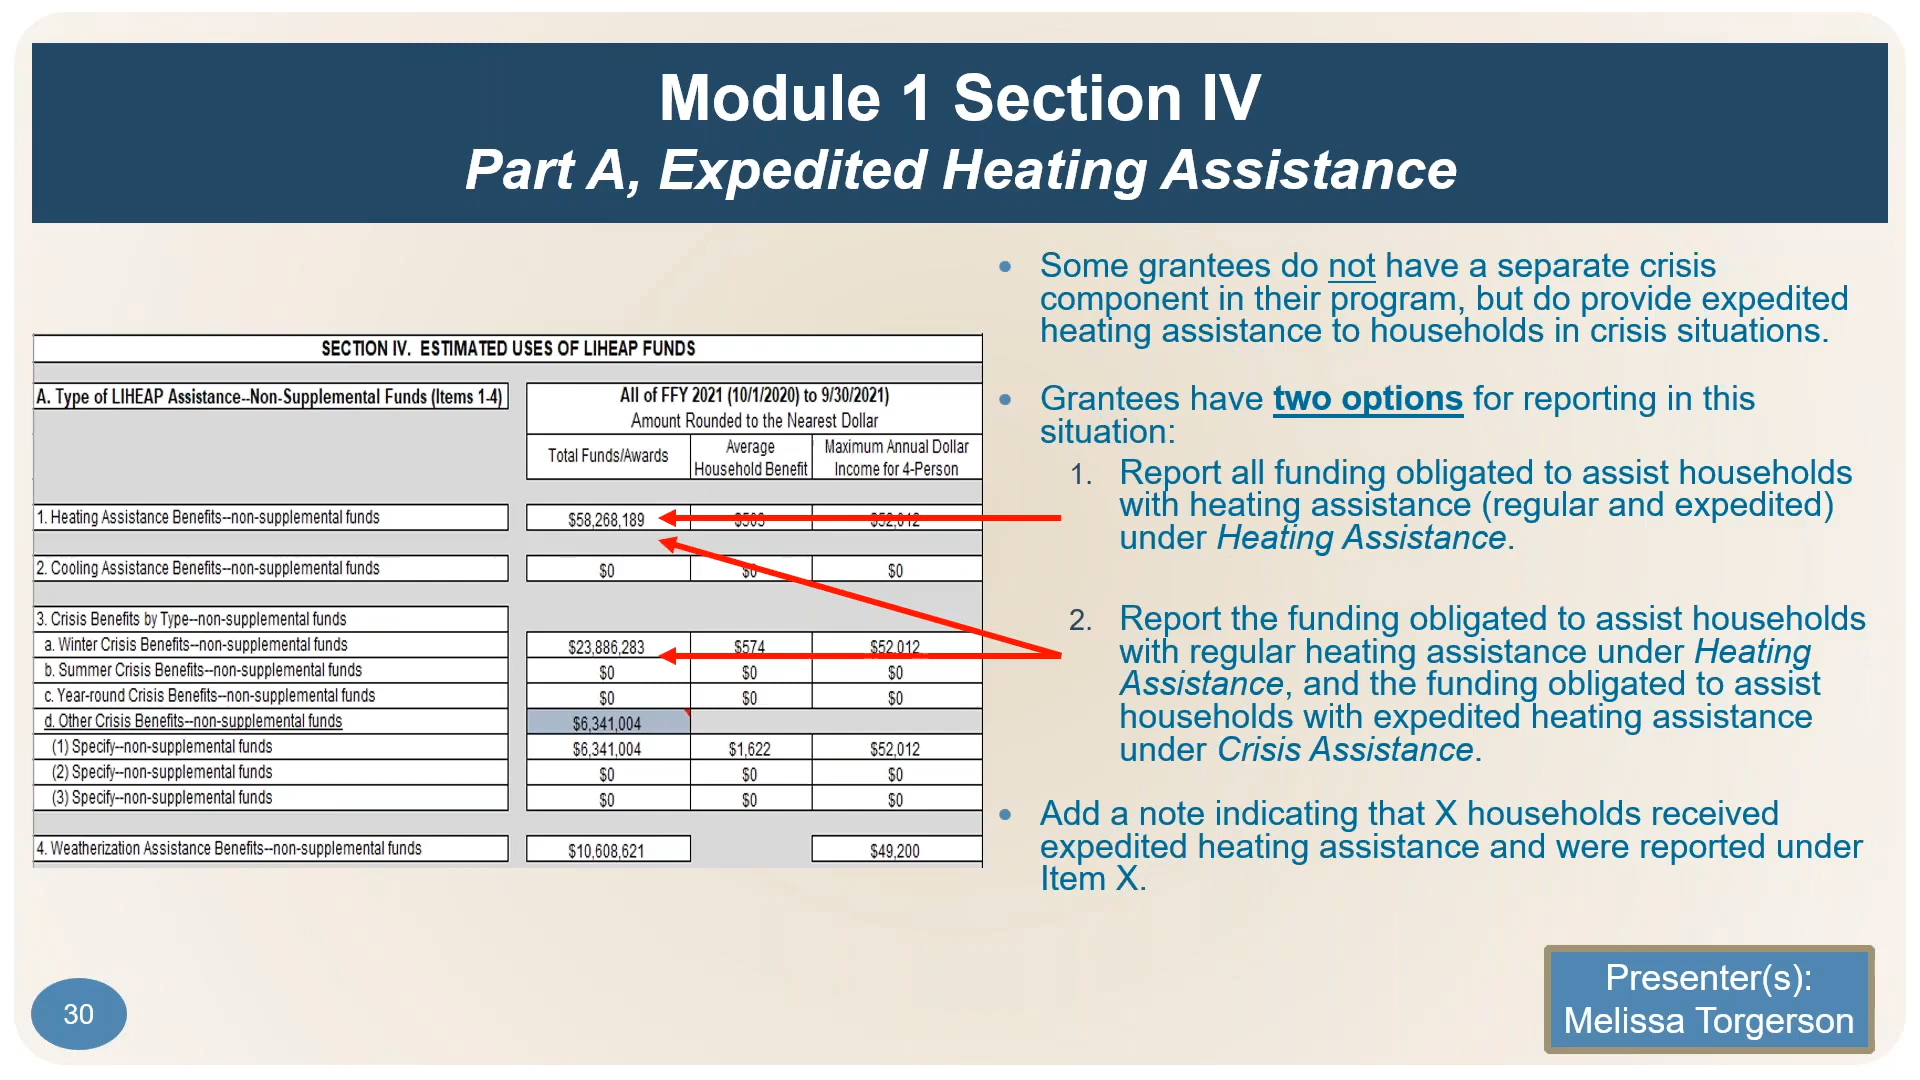 Module 1 Section IV
Part A, Expedited Heating Assistance
SECTION IV. ESTIMATED USES OF LIHEAP FUNDS
A. Type of LIHEAP Assistance--Non-Supplemental Funds (Items 1-4)
All of FFY 2021 (10/1/2020) to 9/30/2021)
Amount Rounded to the Nearest Dollar
Total Funds/Awards
Average
Household Benefit
Maximum Annual Dollar
Income for 4-Person
1. Heating Assistance Benefits--non-supplemental funds $58,268,189 $52,012
2. Cooling Assistance Benefits--non-supplemental funds $0 $0 $0
3. Crisis Benefits by Type--non-supplemental funds
a. Winter Crisis Benefits--non-supplemental funds $23,886,283 $574 $52,012
b. Summer Crisis Benefits--non-supplemental funds $0 $0 $0
c. Year-round Crisis Benefits--non-supplemental funds $0 $0 $0
d. Other Crisis Benefits--non-supplemental funds $6,341,004
(1) Specify--non-supplemental funds $6,341,004 $1,622 $52,012
(2) Specify--non-supplemental funds $0 $0 $0
(3) Specify--non-supplemental funds $0 $0 $0
4. Weatherization Assistance Benefits--non-supplemental funds $10,608,621 $49,200
• Some grantees do not have a separate crisis
component in their program, but do provide expedited
heating assistance to households in crisis situations.
• Grantees have two options for reporting in this
situation:
1. Report all funding obligated to assist households
with heating assistance (regular and expedited)
under Heating Assistance.
2. Report the funding obligated to assist households
with regular heating assistance under Heating
Assistance, and the funding obligated to assist
households with expedited heating assistance
under Crisis Assistance.
• Add a note indicating that X households received
expedited heating assistance and were reported under
Item X.
30
Presenter(s):
Melissa Torgerson